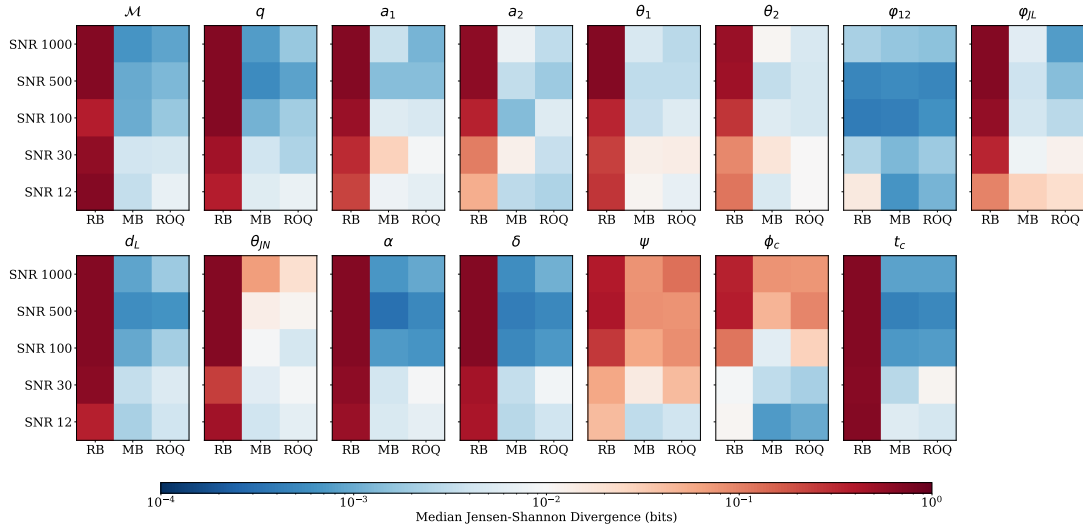 ℳ q a₁ a₂ θ₁ θ₂ φ₁₂ φ_JL
SNR 1000
SNR 500
SNR 100
SNR 30
SNR 12
RB MB ROQ RB MB ROQ RB MB ROQ RB MB ROQ RB MB ROQ RB MB ROQ RB MB ROQ RB MB ROQ
d_L θ_JN α δ ψ ϕ_c t_c
SNR 1000
SNR 500
SNR 100
SNR 30
SNR 12
RB MB ROQ RB MB ROQ RB MB ROQ RB MB ROQ RB MB ROQ RB MB ROQ RB MB ROQ
10⁻⁴ 10⁻³ 10⁻² 10⁻¹ 10⁰
Median Jensen-Shannon Divergence (bits)